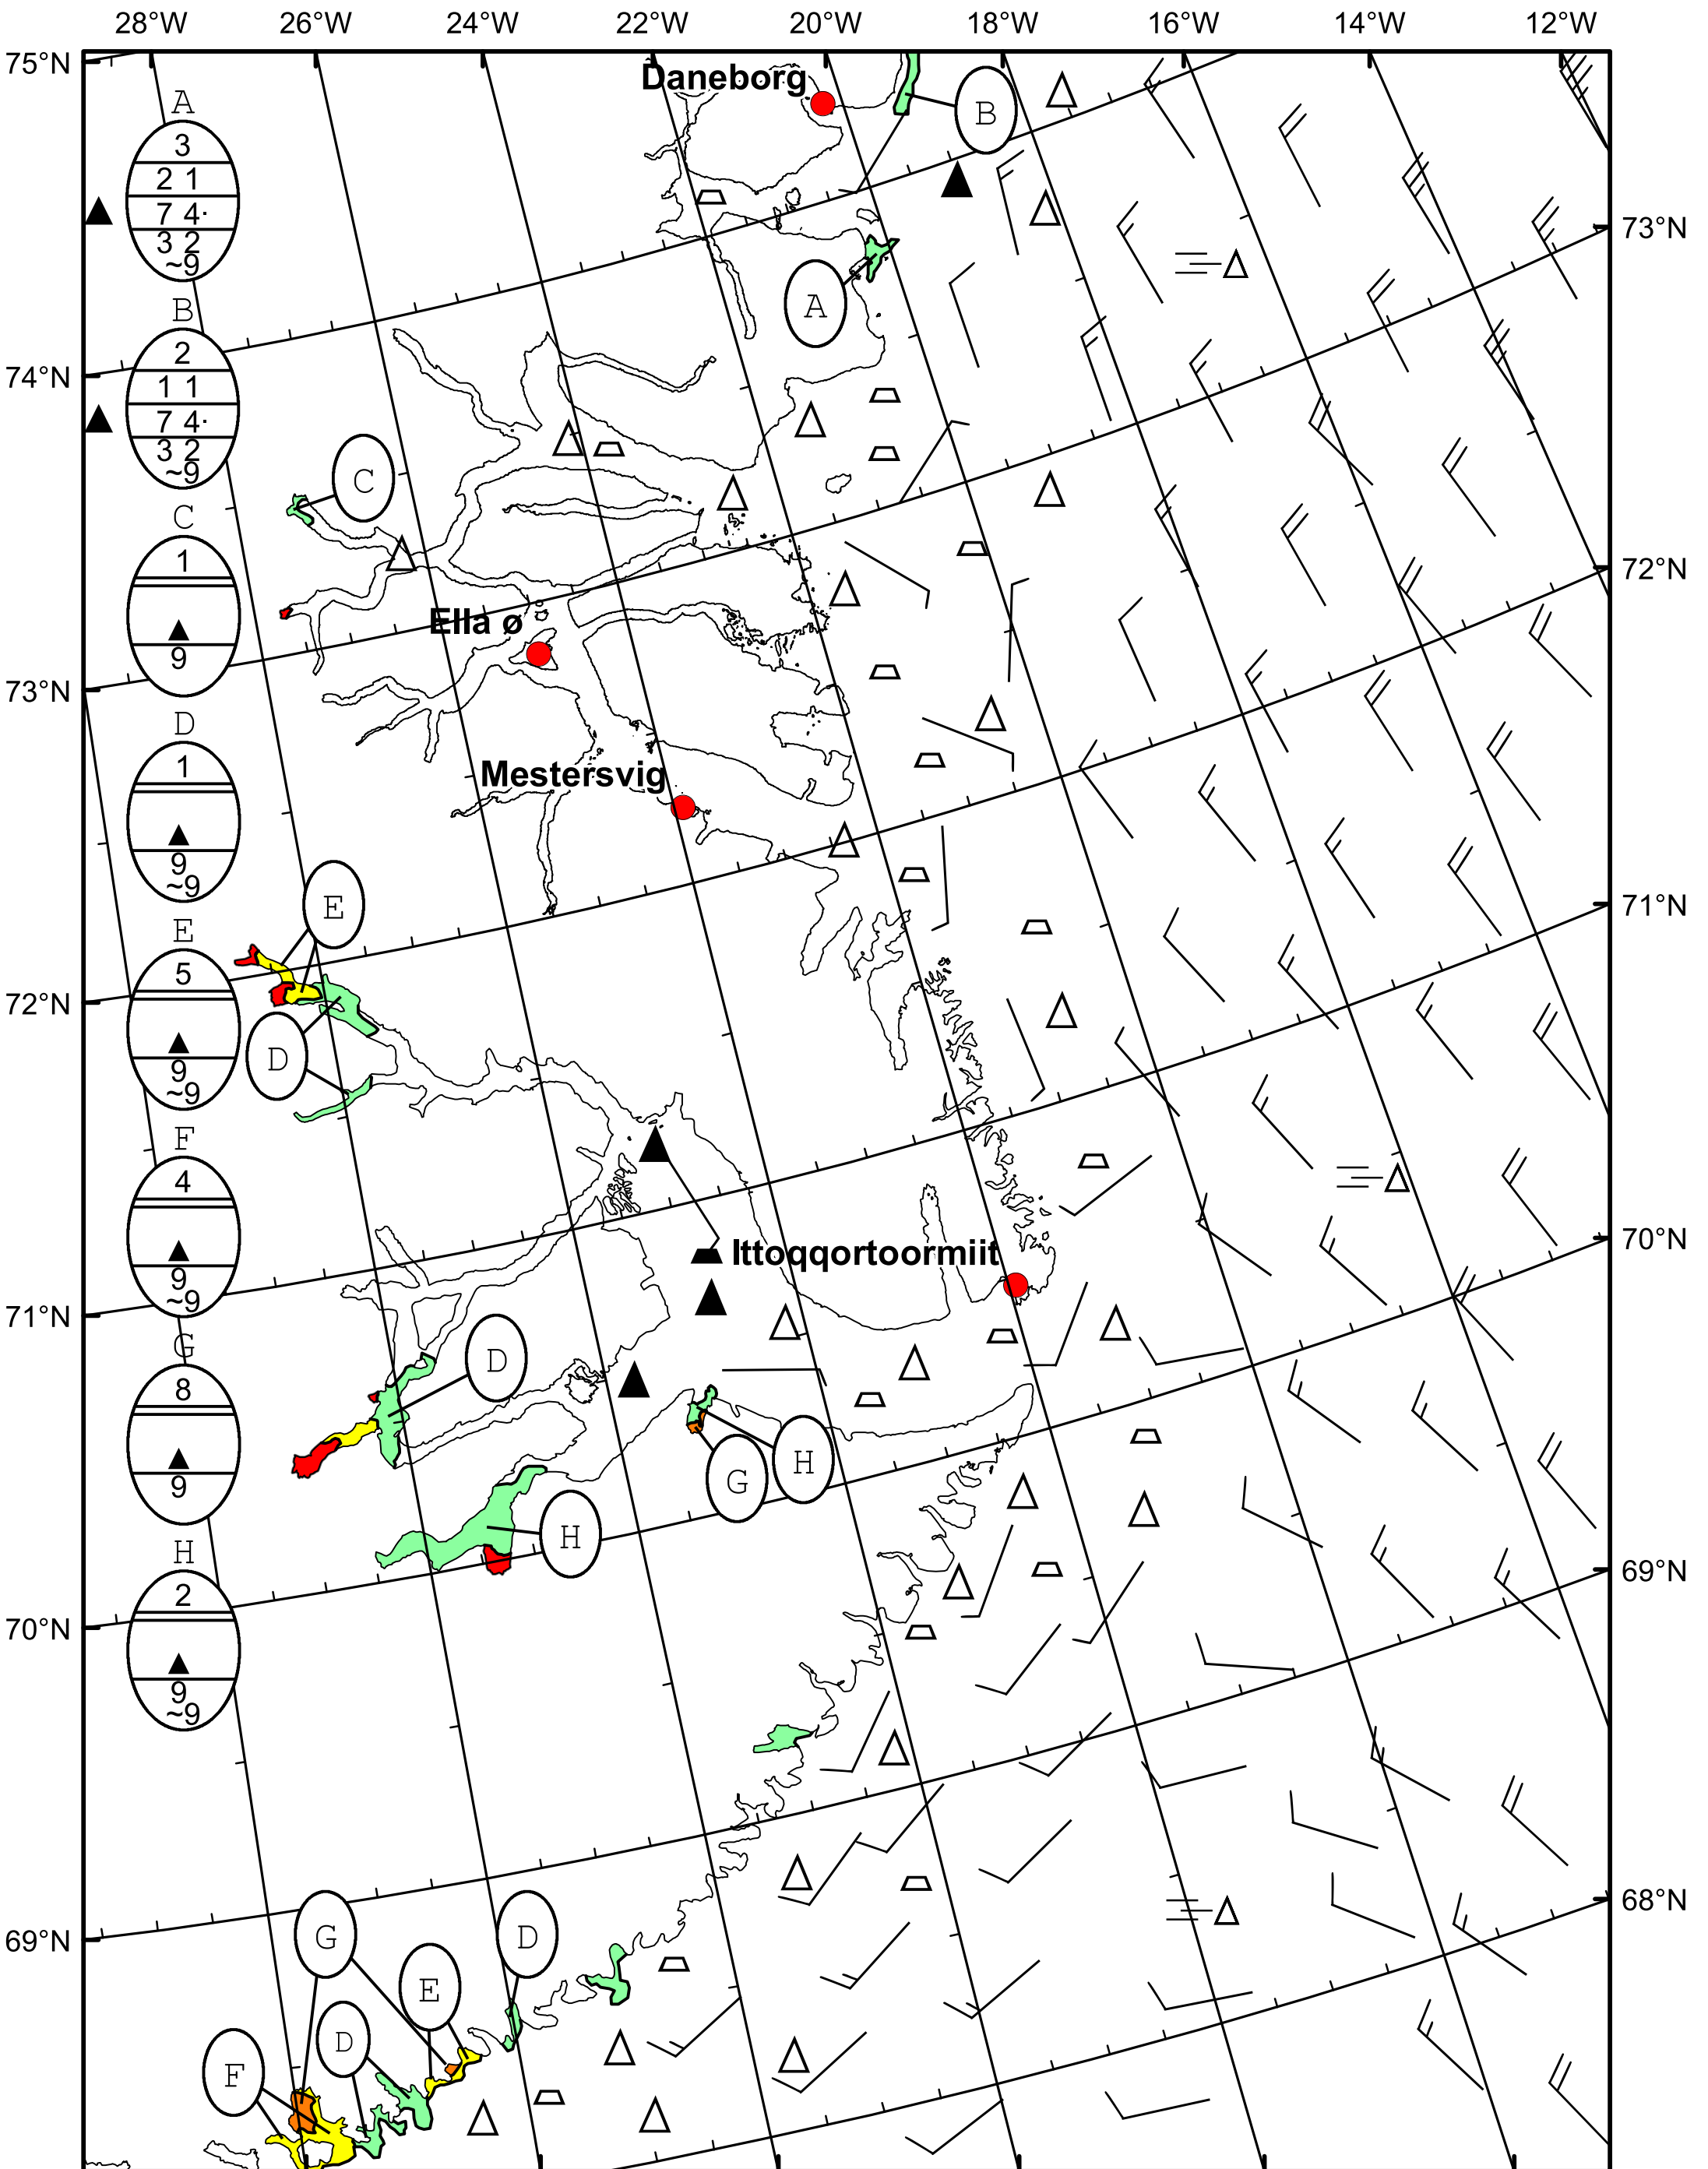 28°W 26°W 24°W 22°W 20°W 18°W 16°W 14°W 12°W
75°N
Daneborg
A
3
2 1
7 4·
3 2
~9
B
73°N
A
B
2
1 1
7 4·
3 2
~9
74°N
C
C
1
9
72°N
Ella ø
73°N
D
1
9
~9
Mestersvig
E
71°N
E
5
9
~9
72°N
D
F
4
9
~9
70°N
Ittoqqortoormiit
71°N
G
8
9
D
H
G
H
H
2
9
~9
69°N
70°N
68°N
69°N
G
D
E
D
F